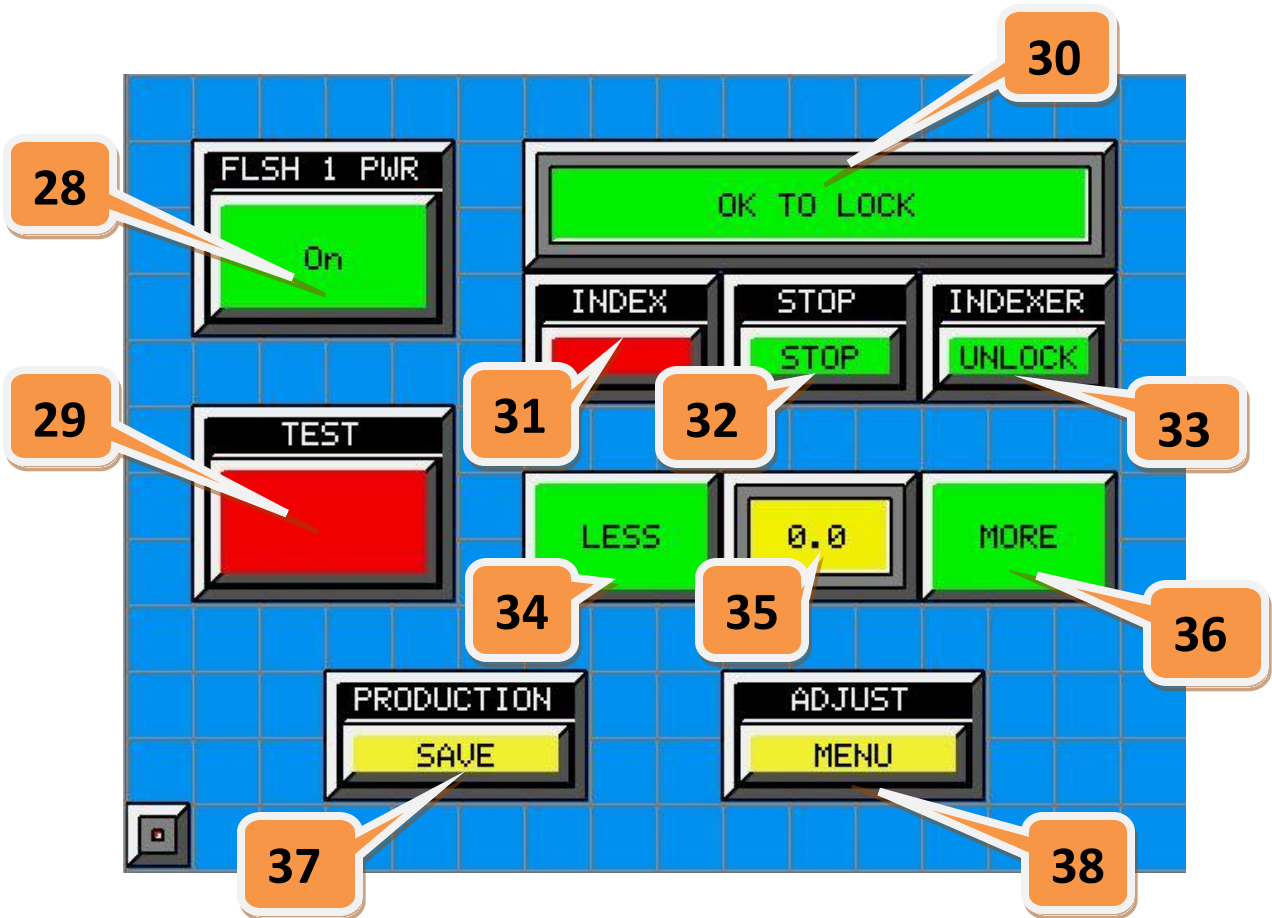 30
28
FLSH 1 PWR
On
OK TO LOCK
INDEX
STOP
INDEXER
STOP
UNLOCK
31
32
33
29
TEST
LESS
0.0
MORE
34
35
36
PRODUCTION
SAVE
ADJUST
MENU
37
38